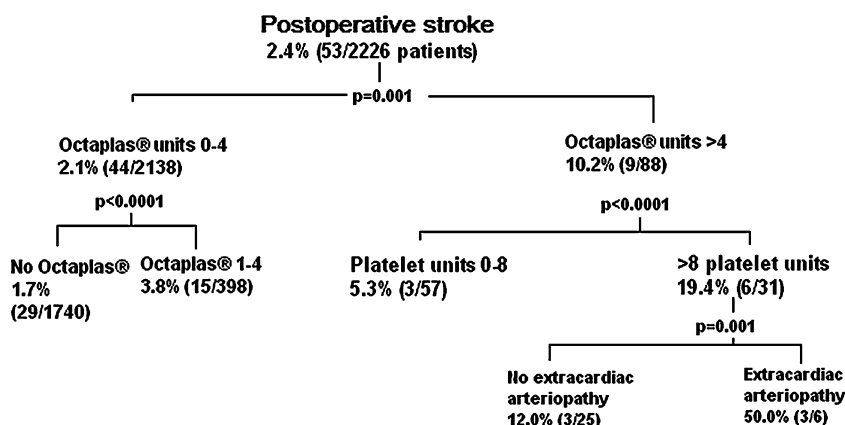 Postoperative stroke
2.4% (53/2226 patients)
p=0.001
Octaplas® units 0-4
2.1% (44/2138)
Octaplas® units >4
10.2% (9/88)
p<0.0001
p<0.0001
No Octaplas®
1.7%
(29/1740)
Octaplas® 1-4
3.8% (15/398)
Platelet units 0-8
5.3% (3/57)
>8 platelet units
19.4% (6/31)
p=0.001
No extracardiac
arteriopathy
12.0% (3/25)
Extracardiac
arteriopathy
50.0% (3/6)